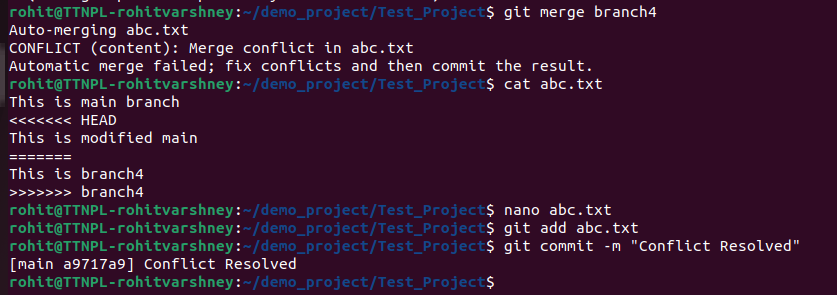 rohit@TTNPL-rohitvarshney:~/demo_project/Test_Project$ git merge branch4
Auto-merging abc.txt
CONFLICT (content): Merge conflict in abc.txt
Automatic merge failed; fix conflicts and then commit the result.
rohit@TTNPL-rohitvarshney:~/demo_project/Test_Project$ cat abc.txt
This is main branch
<<<<<<< HEAD
This is modified main
=======
This is branch4
>>>>>>> branch4
rohit@TTNPL-rohitvarshney:~/demo_project/Test_Project$ nano abc.txt
rohit@TTNPL-rohitvarshney:~/demo_project/Test_Project$ git add abc.txt
rohit@TTNPL-rohitvarshney:~/demo_project/Test_Project$ git commit -m "Conflict Resolved"
[main a9717a9] Conflict Resolved
rohit@TTNPL-rohitvarshney:~/demo_project/Test_Project$